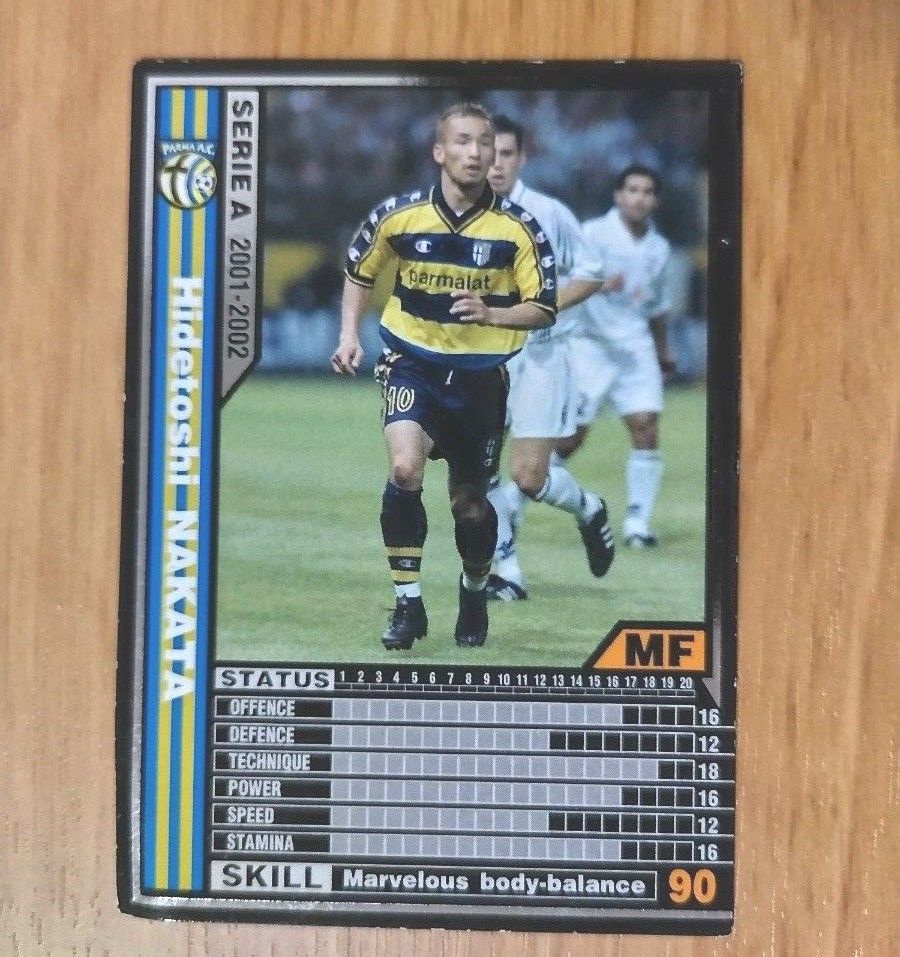 PARMA A.C.
SERIE A 2001-2002
Hidetoshi NAKATA
parmalat
10
MF
STATUS 1 2 3 4 5 6 7 8 9 10 11 12 13 14 15 16 17 18 19 20
OFFENCE 16
DEFENCE 12
TECHNIQUE 18
POWER 16
SPEED 12
STAMINA 16
SKILL Marvelous body-balance 90